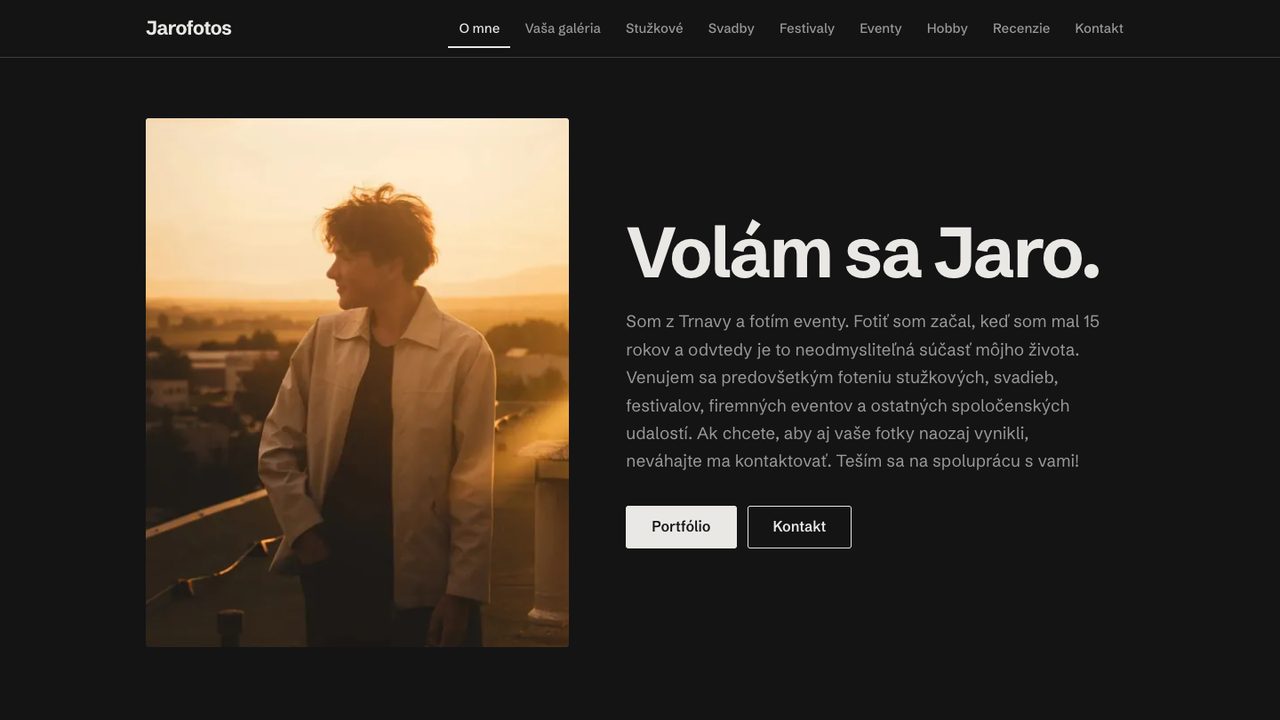 Jarofotos
O mne
Vaša galéria
Stužkové
Svadby
Festivaly
Eventy
Hobby
Recenzie
Kontakt
Volám sa Jaro.
Som z Trnavy a fotím eventy. Fotiť som začal, keď som mal 15
rokov a odvtedy je to neodmysliteľná súčasť môjho života.
Venujem sa predovšetkým foteniu stužkových, svadieb,
festivalov, firemných eventov a ostatných spoločenských
udalostí. Ak chcete, aby aj vaše fotky naozaj vynikli,
neváhajte ma kontaktovať. Teším sa na spoluprácu s vami!
Portfólio
Kontakt